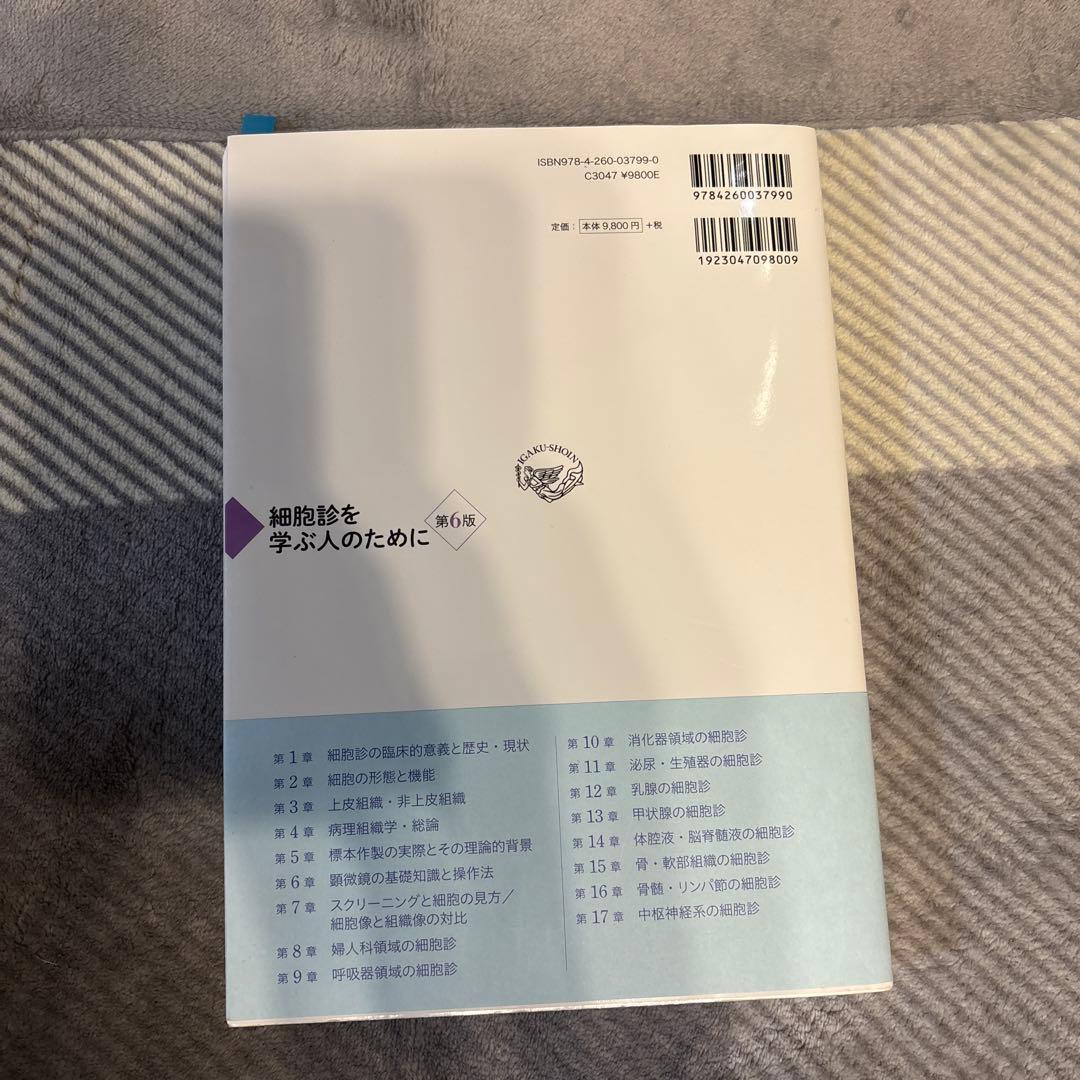 ISBN978-4-260-03799-0
C3047 ¥9800E
9784260037990
定価：本体 9,800 円+税
1923047098009
IGAKU-SHOIN
細胞診を
学ぶ人のために
第6版
第1章 細胞診の臨床的意義と歴史・現状
第2章 細胞の形態と機能
第3章 上皮組織・非上皮組織
第4章 病理組織学・総論
第5章 標本作製の実際とその理論的背景
第6章 顕微鏡の基礎知識と操作法
第7章 スクリーニングと細胞の見方／
細胞像と組織像の対比
第8章 婦人科領域の細胞診
第9章 呼吸器領域の細胞診
第10章 消化器領域の細胞診
第11章 泌尿・生殖器の細胞診
第12章 乳腺の細胞診
第13章 甲状腺の細胞診
第14章 体腔液・脳脊髄液の細胞診
第15章 骨・軟部組織の細胞診
第16章 骨髄・リンパ節の細胞診
第17章 中枢神経系の細胞診